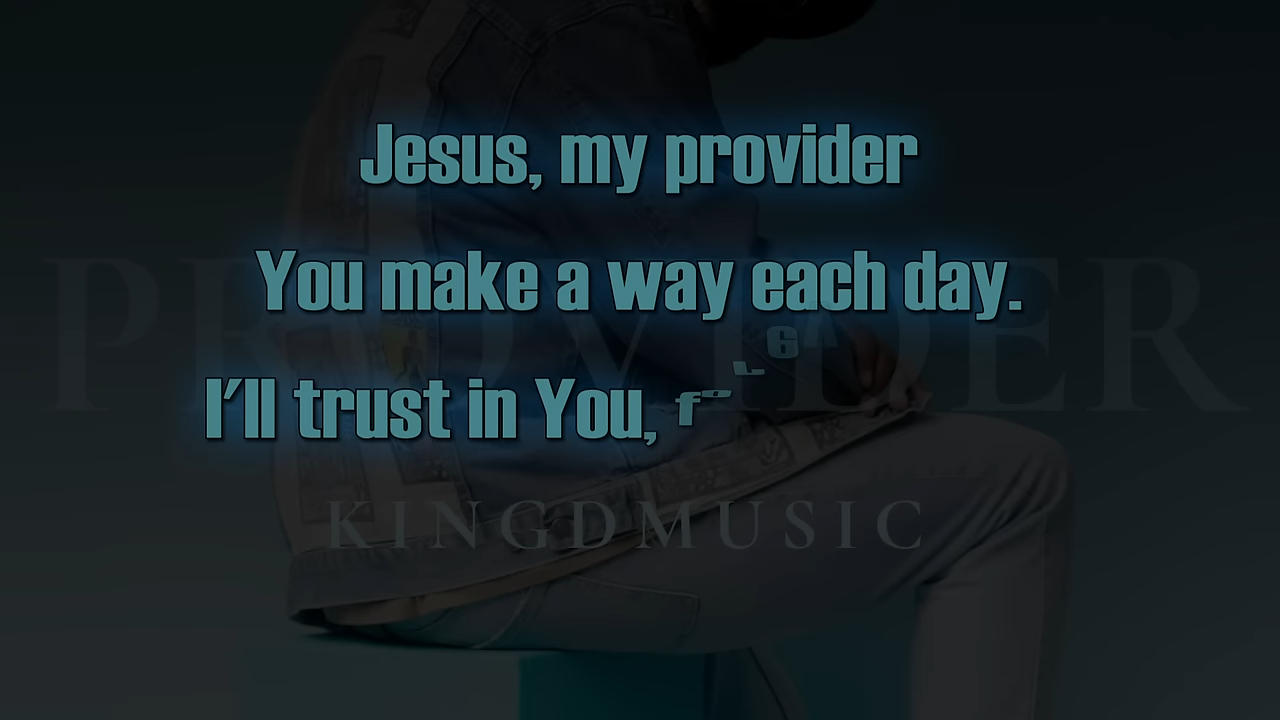 Jesus, my provider
You make a way each day.
PROVIDER
I'll trust in You,
KINGDMUSIC